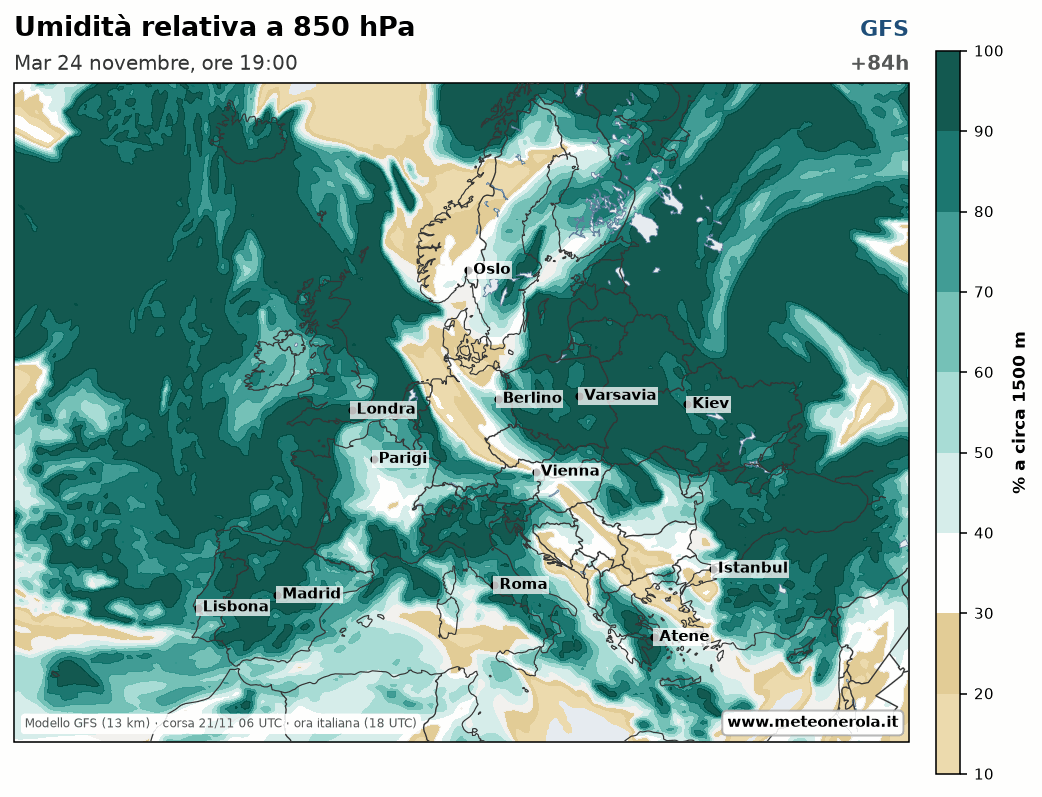 Umidità relativa a 850 hPa
GFS
Mar 24 novembre, ore 19:00
+84h
100
90
80
70
60
50
40
30
20
10
% a circa 1500 m
Oslo
Londra
Berlino
Varsavia
Kiev
Parigi
Vienna
Istanbul
Roma
Madrid
Lisbona
Atene
Modello GFS (13 km) · corsa 21/11 06 UTC · ora italiana (18 UTC)
www.meteonerola.it